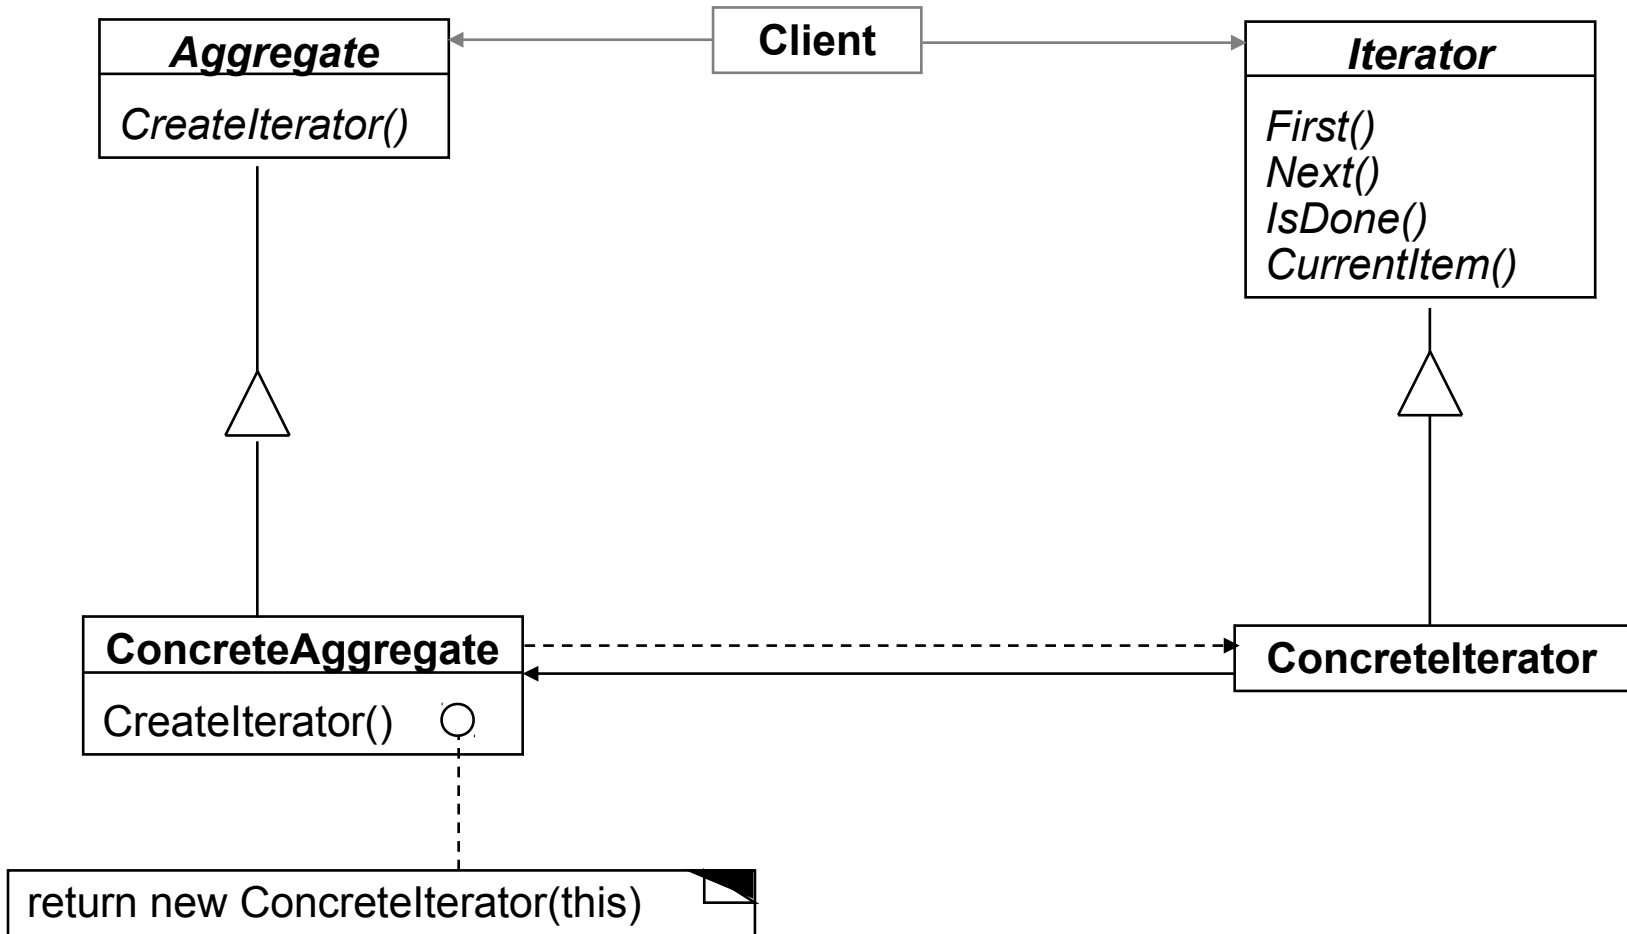 Aggregate
CreateIterator()
Client
Iterator
First()
Next()
IsDone()
CurrentItem()
ConcreteAggregate
CreateIterator()
ConcreteIterator
return new ConcreteIterator(this)